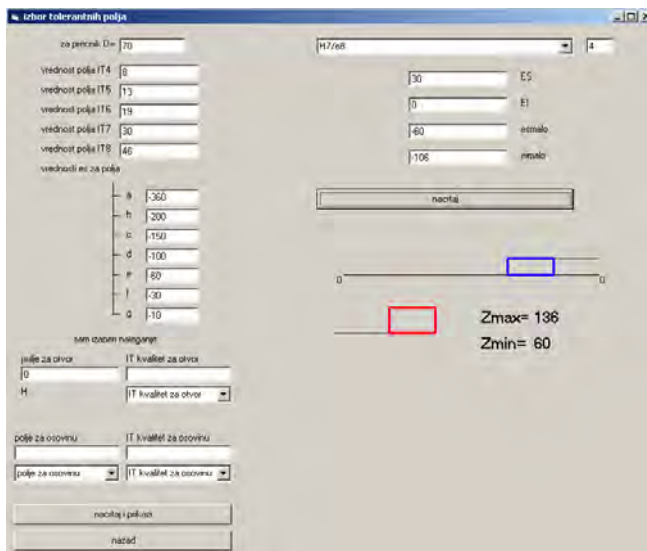 izbor tolerantnih polja
za precnik D= 70
vrednost polja IT4 8
vrednost polja IT5 13
vrednost polja IT6 19
vrednost polja IT7 30
vrednost polja IT8 46
vrednosti es za polja
a -360
b -200
c -150
d -100
e -60
f -30
g -10
sam izaberi naleganje
polje za otvor IT kvalitet za otvor
0
H IT kvalitet za otvor
polje za osovinu IT kvalitet za osovinu
polje za osovinu IT kvalitet za osovinu
nacrtaj i prikazi
nazad
H7/e8 4
30 ES
0 EI
-60 esmalo
-106 eimalo
nacrtaj
0 0
Zmax= 136
Zmin= 60